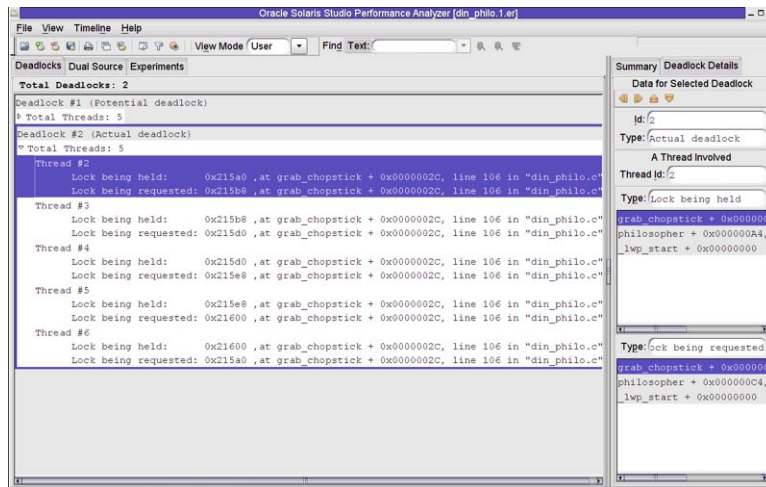 Oracle Solaris Studio Performance Analyzer [din_philo.1.er]
File View Timeline Help
View Mode User Find Text:
Deadlocks Dual Source Experiments
Total Deadlocks: 2
Deadlock #1 (Potential deadlock)
Total Threads: 5
Deadlock #2 (Actual deadlock)
Total Threads: 5
Thread #2
Lock being held: 0x215a0 ,at grab_chopstick + 0x0000002C, line 106 in "din_philo.c"
Lock being requested: 0x215b8 ,at grab_chopstick + 0x0000002C, line 106 in "din_philo.c"
Thread #3
Lock being held: 0x215b8 ,at grab_chopstick + 0x0000002C, line 106 in "din_philo.c"
Lock being requested: 0x215d0 ,at grab_chopstick + 0x0000002C, line 106 in "din_philo.c"
Thread #4
Lock being held: 0x215d0 ,at grab_chopstick + 0x0000002C, line 106 in "din_philo.c"
Lock being requested: 0x215e8 ,at grab_chopstick + 0x0000002C, line 106 in "din_philo.c"
Thread #5
Lock being held: 0x215e8 ,at grab_chopstick + 0x0000002C, line 106 in "din_philo.c"
Lock being requested: 0x21600 ,at grab_chopstick + 0x0000002C, line 106 in "din_philo.c"
Thread #6
Lock being held: 0x21600 ,at grab_chopstick + 0x0000002C, line 106 in "din_philo.c"
Lock being requested: 0x215a0 ,at grab_chopstick + 0x0000002C, line 106 in "din_philo.c"
Summary Deadlock Details
Data for Selected Deadlock
Id: 2
Type: Actual deadlock
A Thread Involved
Thread Id: 2
Type: Lock being held
grab_chopstick + 0x000000
philosopher + 0x000000A4,
_lwp_start + 0x00000000
Type: ock being requested
grab_chopstick + 0x000000
philosopher + 0x000000C4,
_lwp_start + 0x00000000